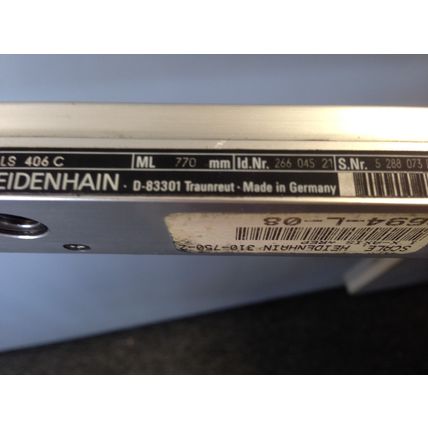 LS 406 C ML 770 mm Id.Nr. 266 045 21 S.Nr. 5 288 073
EIDENHAIN · D-83301 Traunreut · Made in Germany
694-L-08
SCALE HEIDENHAIN 310-750-2